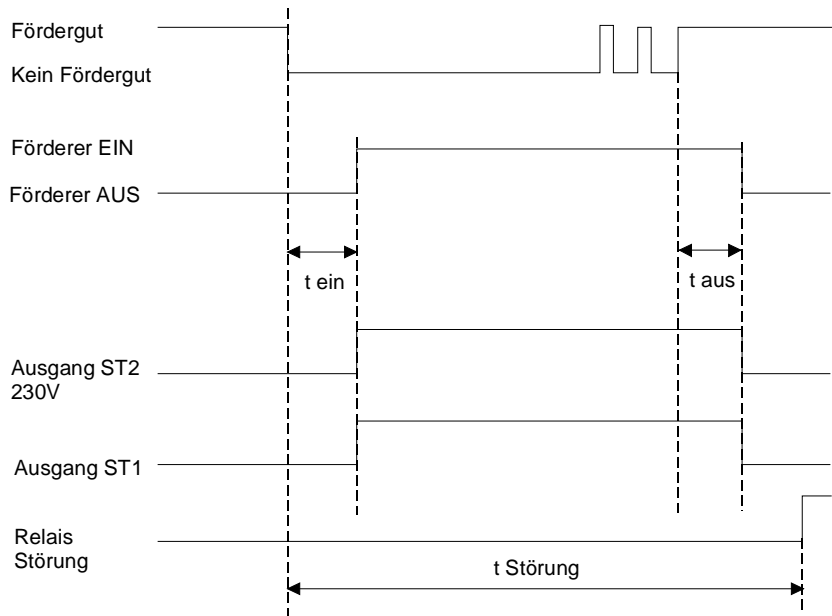 Fördergut
Kein Fördergut
Förderer EIN
Förderer AUS
t ein
t aus
Ausgang ST2
230V
Ausgang ST1
Relais
Störung
t Störung